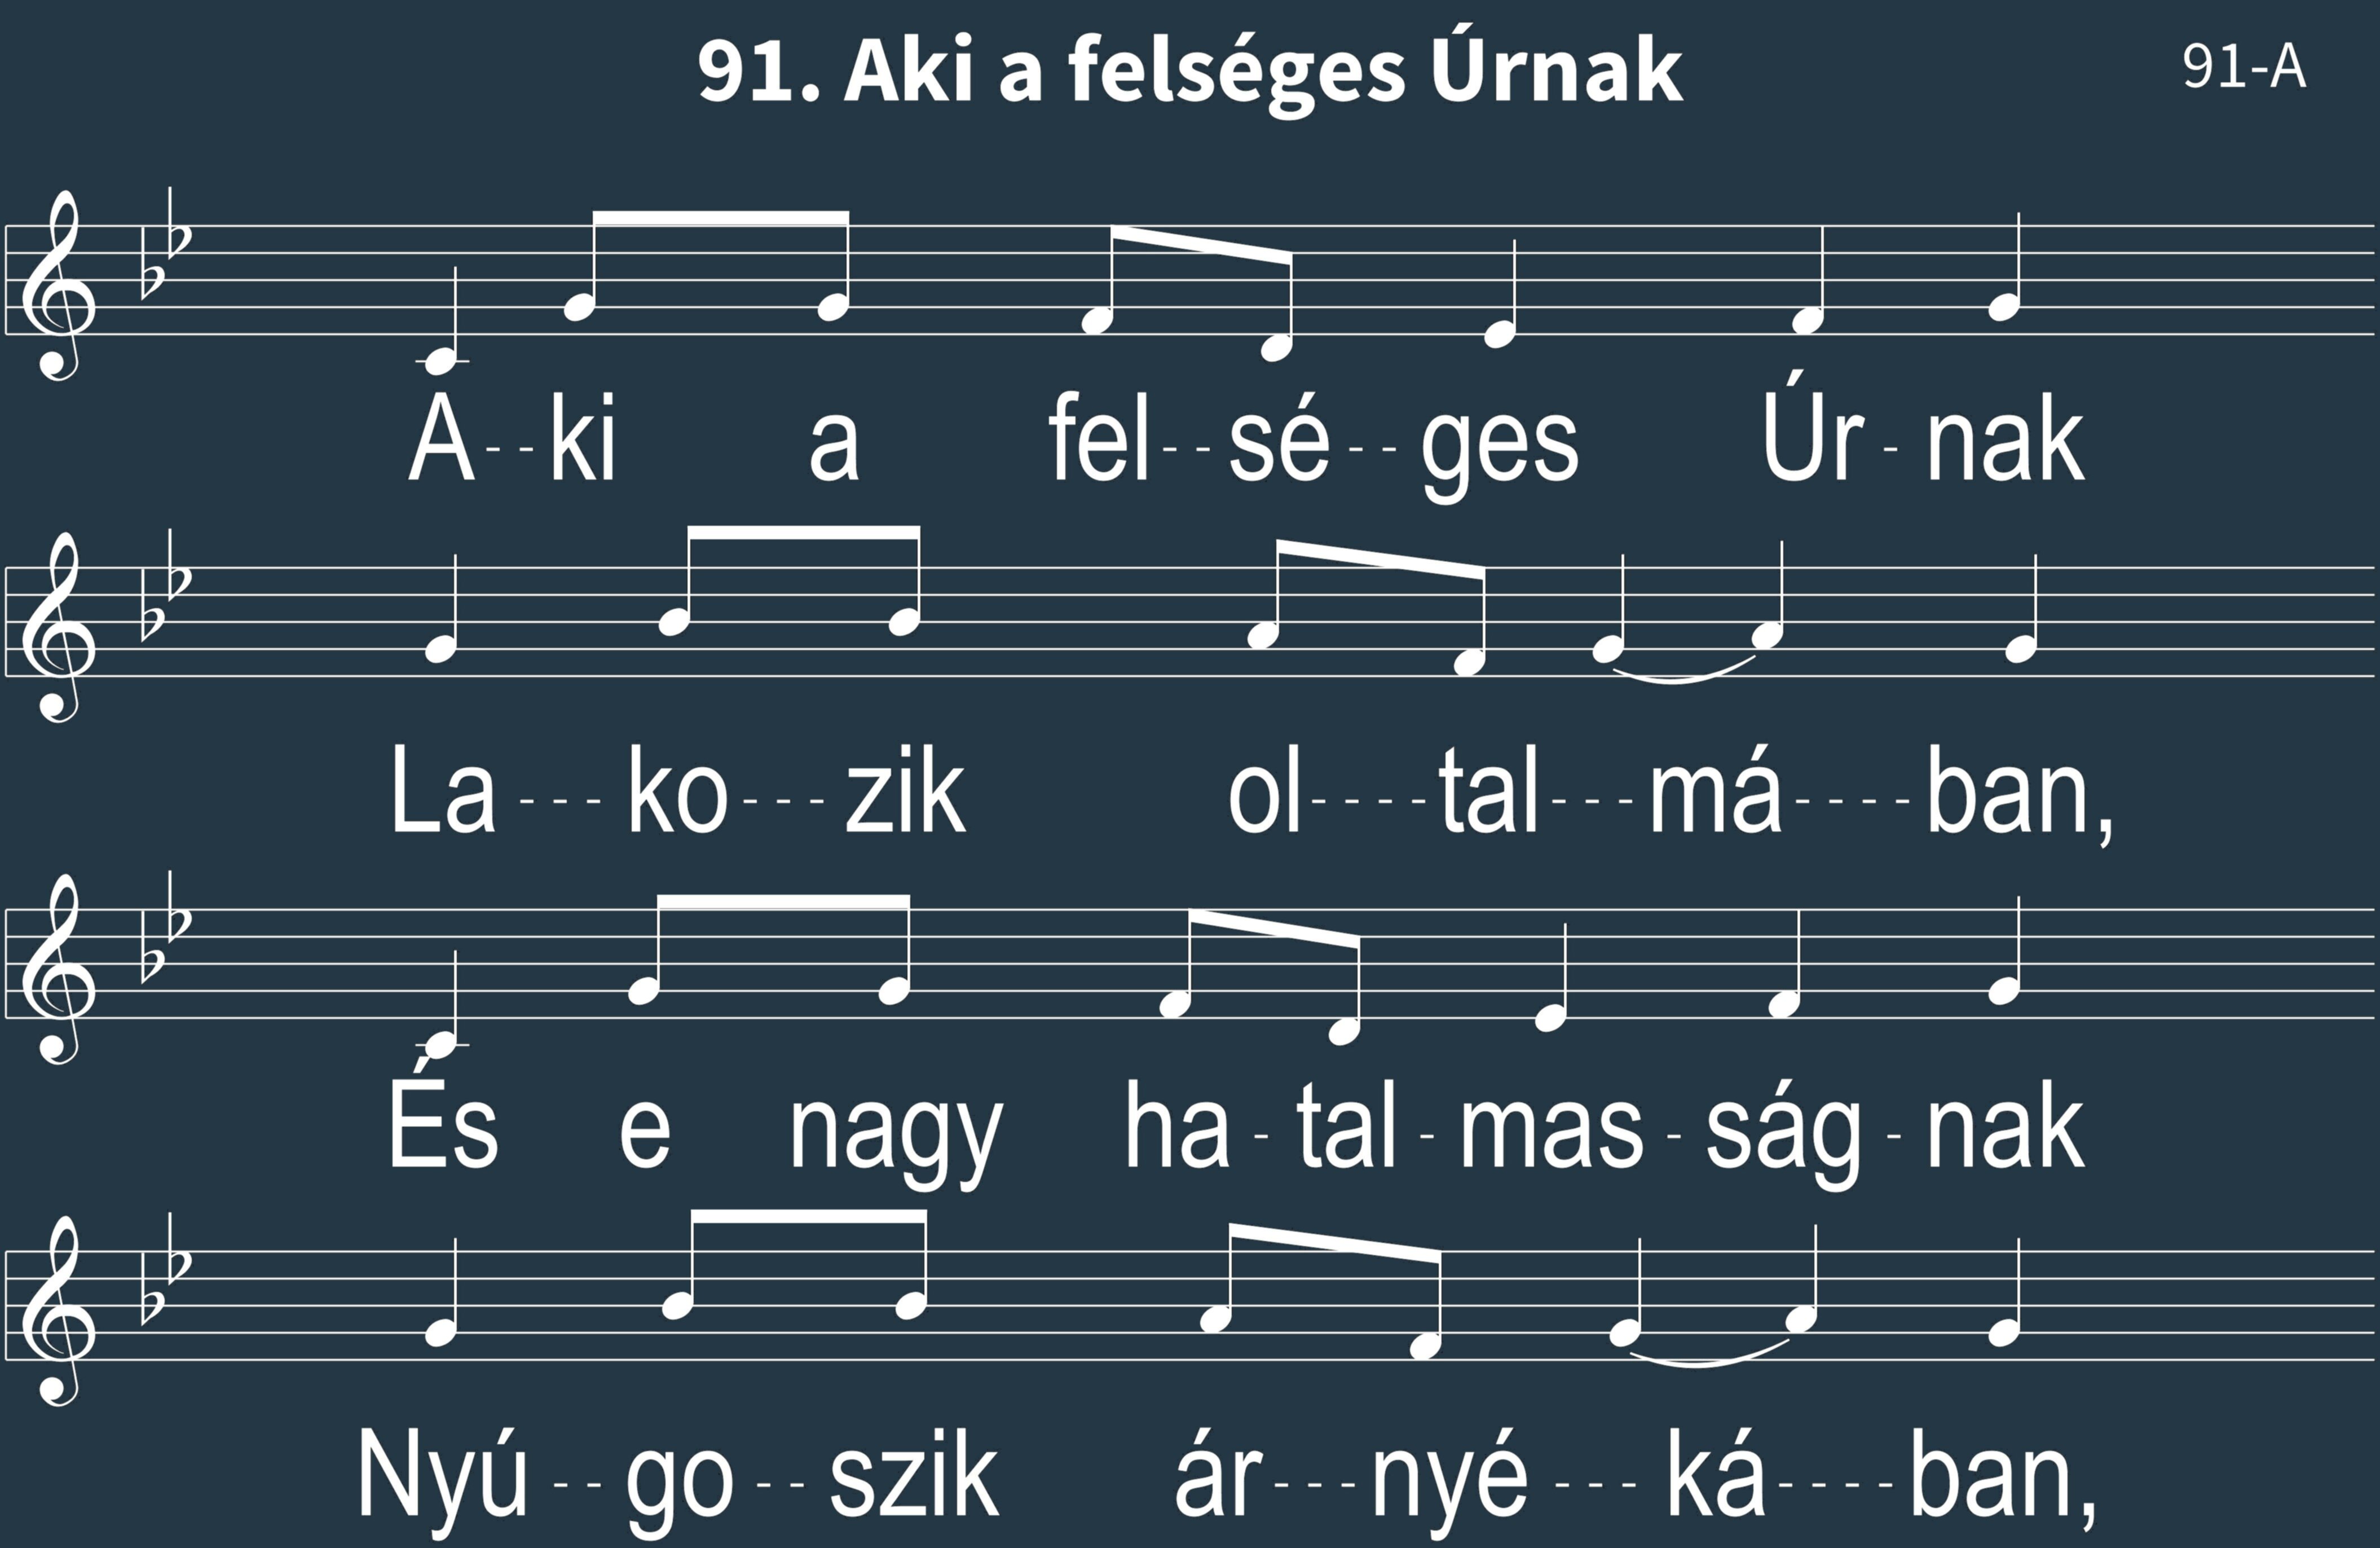 91. Aki a felséges Úrnak
91-A
A--ki a fel--sé--ges Úr-nak
La---ko---zik ol----tal---má----ban,
És e nagy ha-tal-mas-ság-nak
Nyú--go--szik ár---nyé---ká----ban,